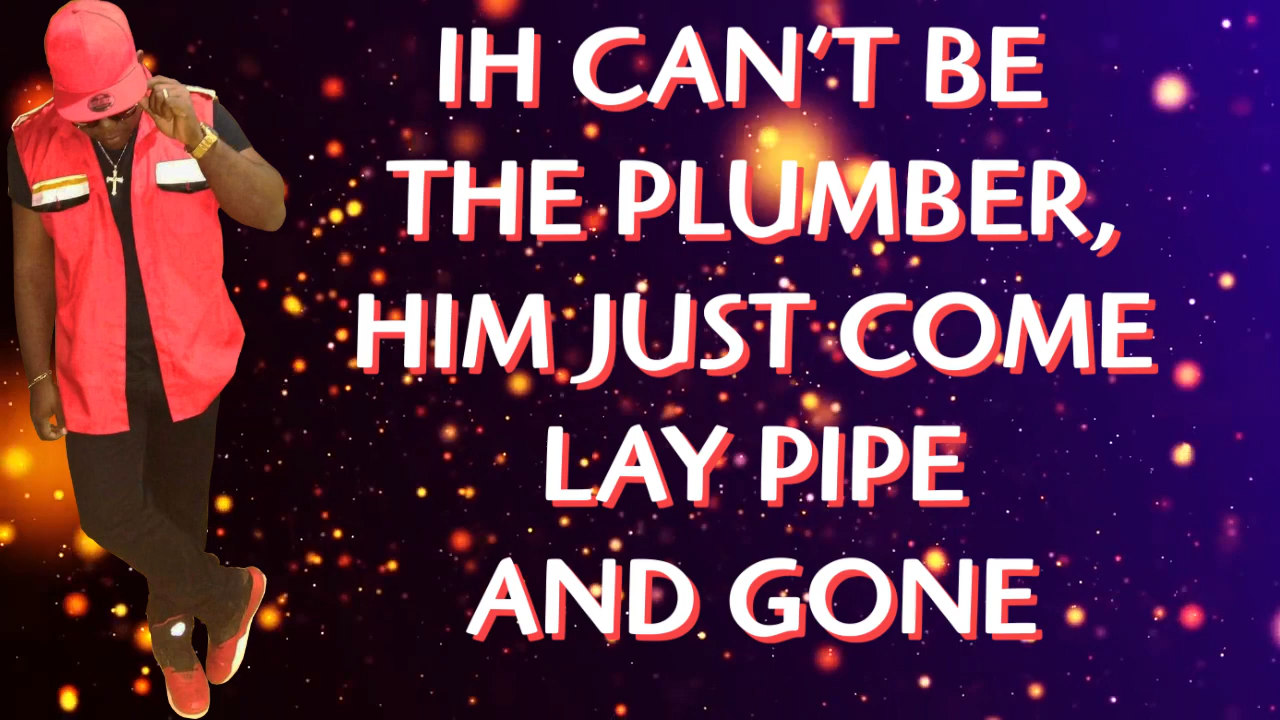 IH CAN'T BE
THE PLUMBER,
HIM JUST COME
LAY PIPE
AND GONE